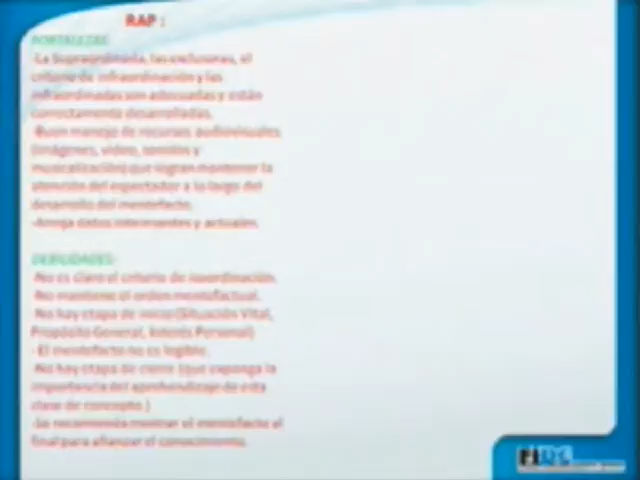 RAP :
FORTALEZAS:
-La Supraordinada, las exclusiones, el
criterio de infraordinación y las
infraordinadas son adecuadas y están
correctamente desarrolladas.
-Buen manejo de recursos audiovisuales
(imágenes, video, sonidos y
musicalización) que logran mantener la
atención del espectador a lo largo del
desarrollo del mentefacto.
-Arroja datos interesantes y actuales.
DEBILIDADES:
-No es claro el criterio de isoordinación.
-No mantiene el orden mentefactual.
-No hay etapa de inicio (Situación Vital,
Propósito General, Interés Personal)
- El mentefacto no es legible.
-No hay etapa de cierre (que exponga la
importancia del aprehendizaje de esta
clase de concepto.)
-Se recomienda mostrar el mentefacto al
final para afianzar el conocimiento.